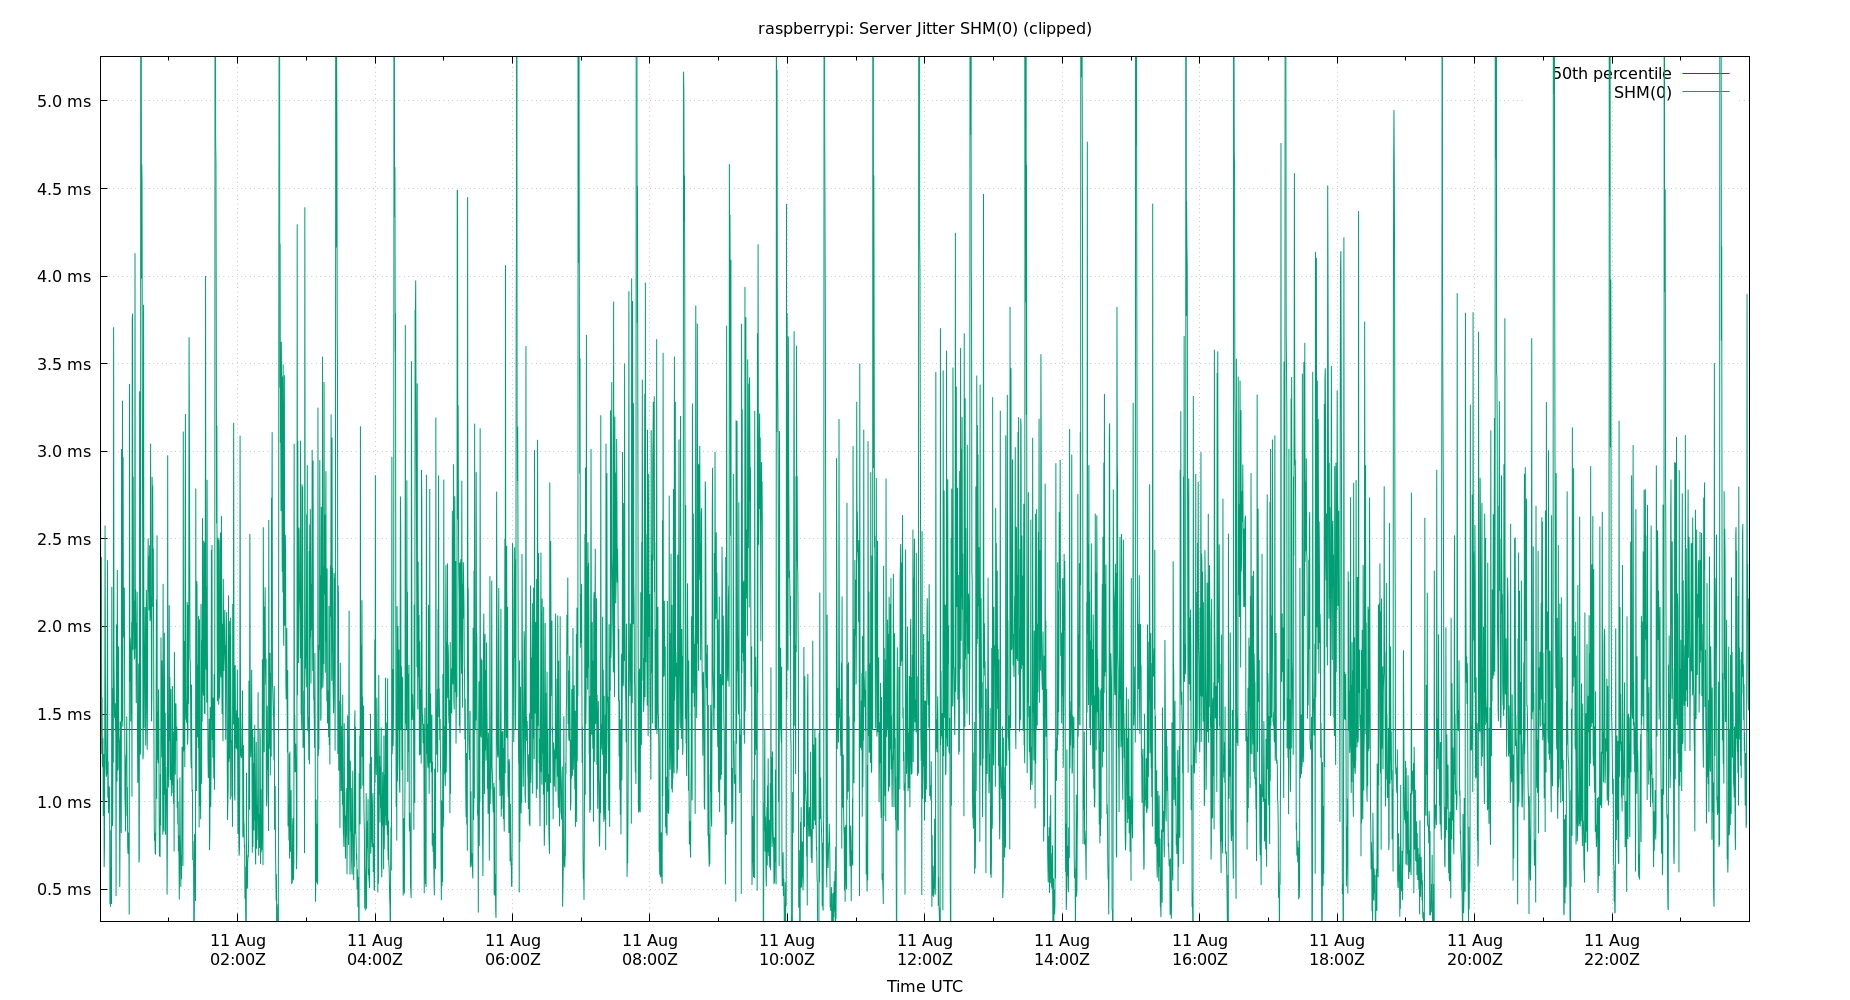 raspberrypi: Server Jitter SHM(0) (clipped)
50th percentile
SHM(0)
5.0 ms
4.5 ms
4.0 ms
3.5 ms
3.0 ms
2.5 ms
2.0 ms
1.5 ms
1.0 ms
0.5 ms
11 Aug 11 Aug 11 Aug 11 Aug 11 Aug 11 Aug 11 Aug 11 Aug 11 Aug 11 Aug 11 Aug
02:00Z 04:00Z 06:00Z 08:00Z 10:00Z 12:00Z 14:00Z 16:00Z 18:00Z 20:00Z 22:00Z
Time UTC